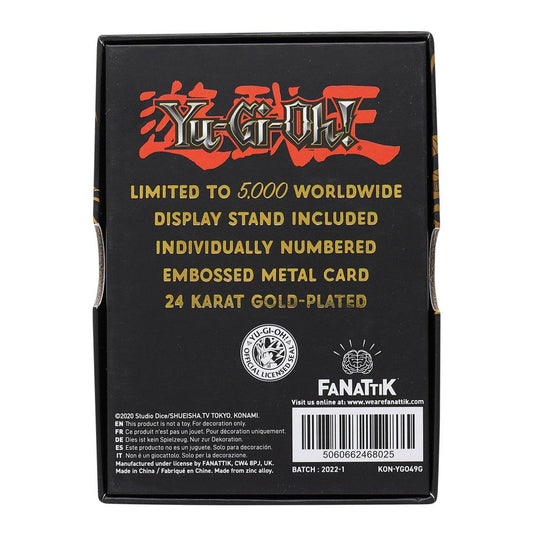 遊戯王
Yu-Gi-Oh!
®
LIMITED TO 5,000 WORLDWIDE
DISPLAY STAND INCLUDED
INDIVIDUALLY NUMBERED
EMBOSSED METAL CARD
24 KARAT GOLD-PLATED
YU-GI-OH!
OFFICIAL LICENSED SEAL
FANATTIK
Visit us online at: www.wearefanattik.com
©2020 Studio Dice/SHUEISHA.TV TOKYO, KONAMI.
EN This product is not a toy. For decoration only.
FR Ce produit n'est pas un jouet. Pour décoration uniquement.
DE Dies ist kein Spielzeug. Nur zur Dekoration.
ES Este producto no es un juguete. Solo para decoración.
IT Non è un giocattolo. Solo per la decorazione.
Manufactured under license by FANATTIK, CW4 8PJ, UK.
Made in China / Fabriqué en Chine. Made from zinc alloy.
5060662468025
BATCH : 2022-1 KON-YGO49G